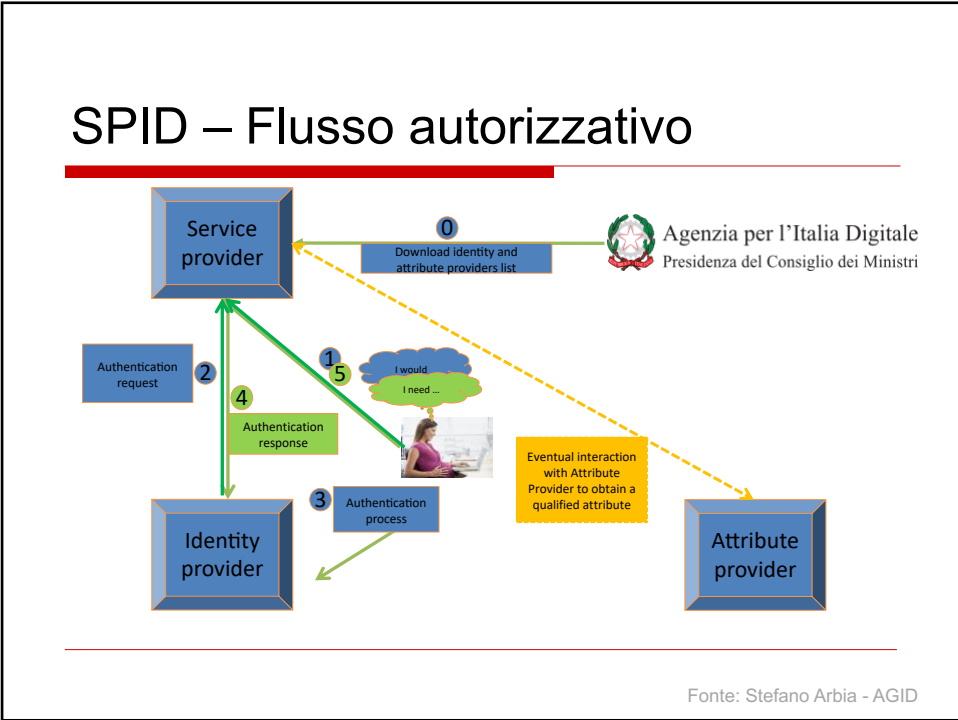 SPID – Flusso autorizzativo
Service
provider
0
Download identity and
attribute providers list
Agenzia per l'Italia Digitale
Presidenza del Consiglio dei Ministri
Authentication
request
2
1
5
I would
I need ...
4
Authentication
response
3
Authentication
process
Eventual interaction
with Attribute
Provider to obtain a
qualified attribute
Identity
provider
Attribute
provider
Fonte: Stefano Arbia - AGID